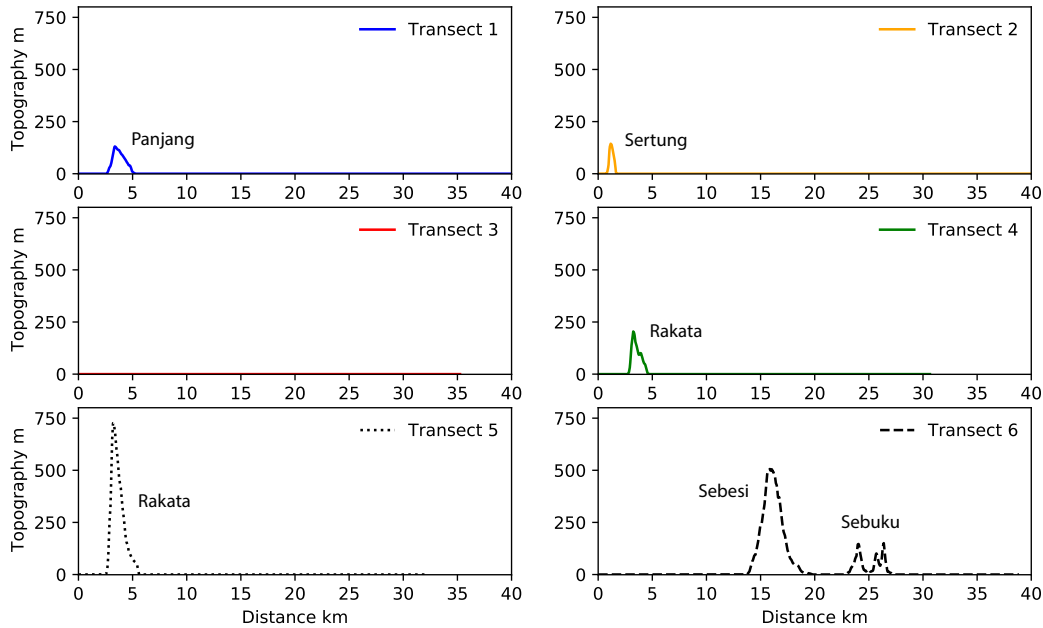 750
500
250
0
Topography m
Panjang
Transect 1
0 5 10 15 20 25 30 35 40
750
500
250
0
Sertung
Transect 2
0 5 10 15 20 25 30 35 40
750
500
250
0
Topography m
Transect 3
0 5 10 15 20 25 30 35 40
750
500
250
0
Rakata
Transect 4
0 5 10 15 20 25 30 35 40
750
500
250
0
Topography m
Transect 5
Rakata
0 5 10 15 20 25 30 35 40
Distance km
750
500
250
0
Transect 6
Sebesi
Sebuku
0 5 10 15 20 25 30 35 40
Distance km